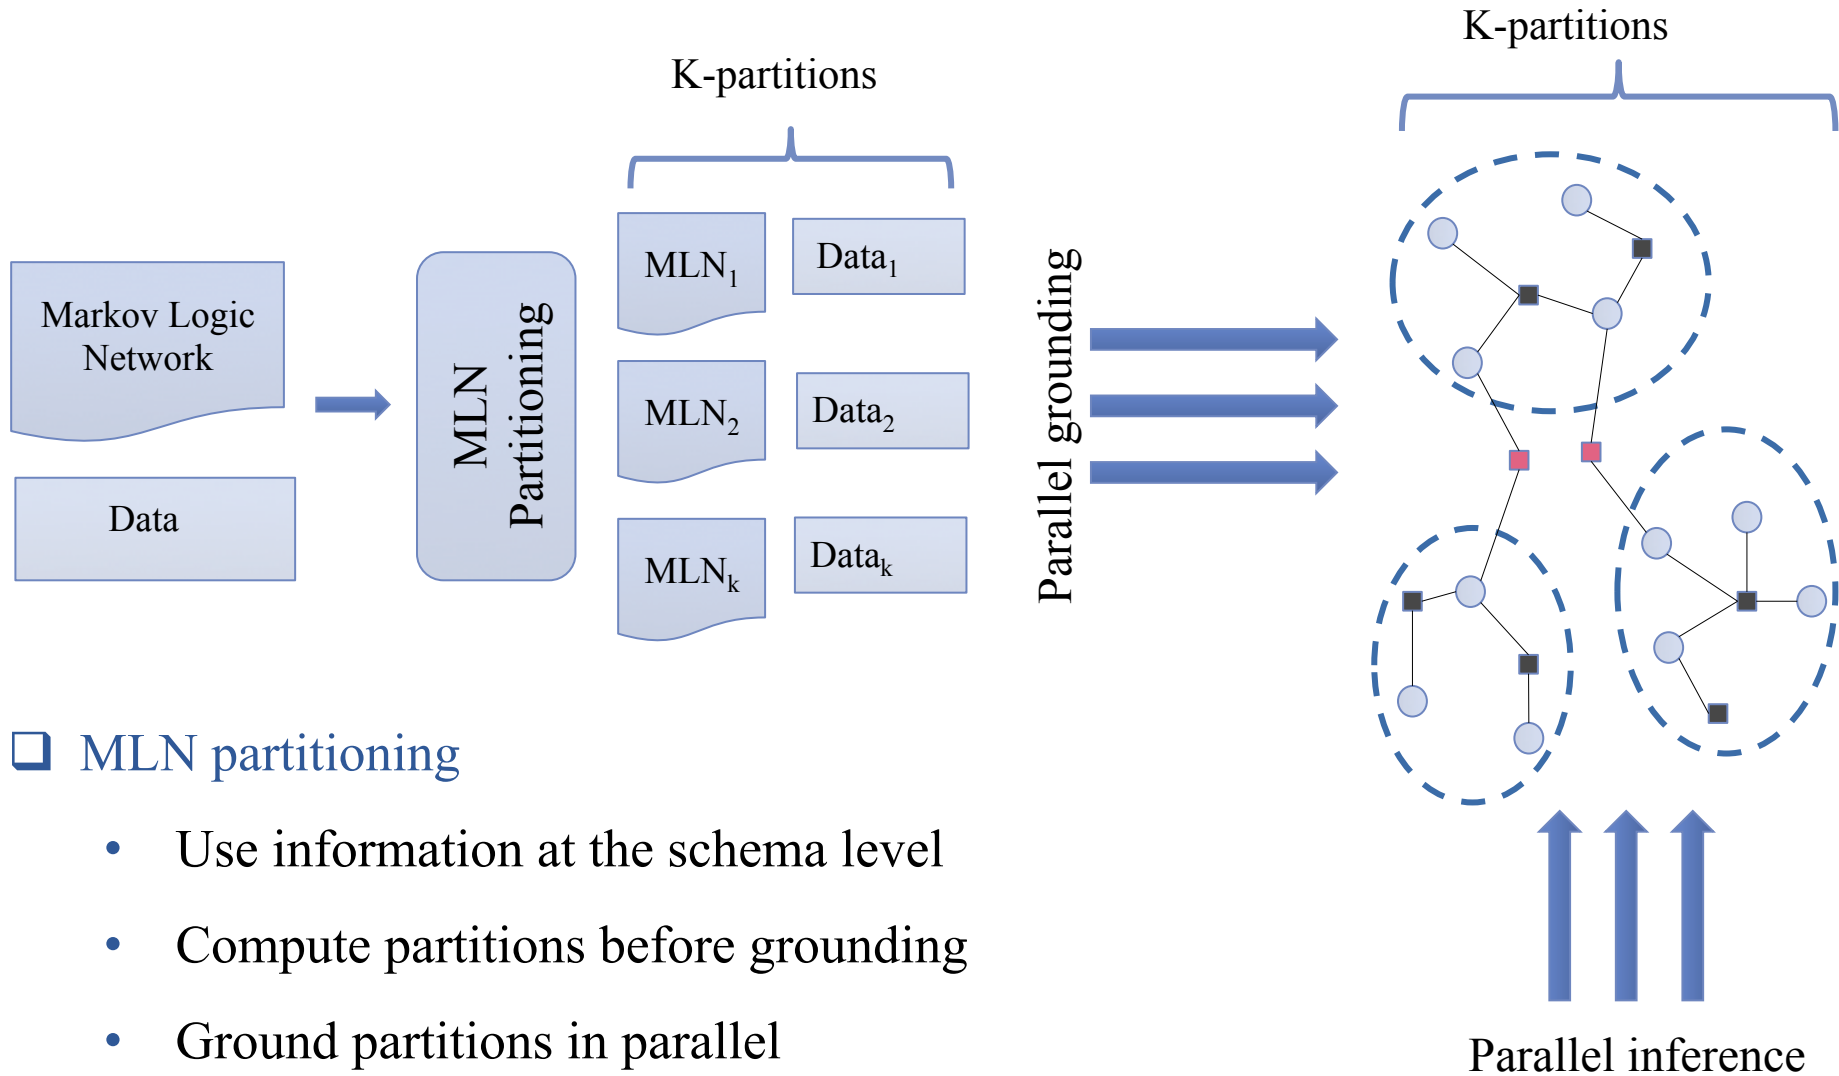 K-partitions
K-partitions
Markov Logic
Network
Data
MLN
Partitioning
MLN1
Data1
MLN2
Data2
MLNk
Datak
Parallel grounding
❑ MLN partitioning
• Use information at the schema level
• Compute partitions before grounding
• Ground partitions in parallel
Parallel inference